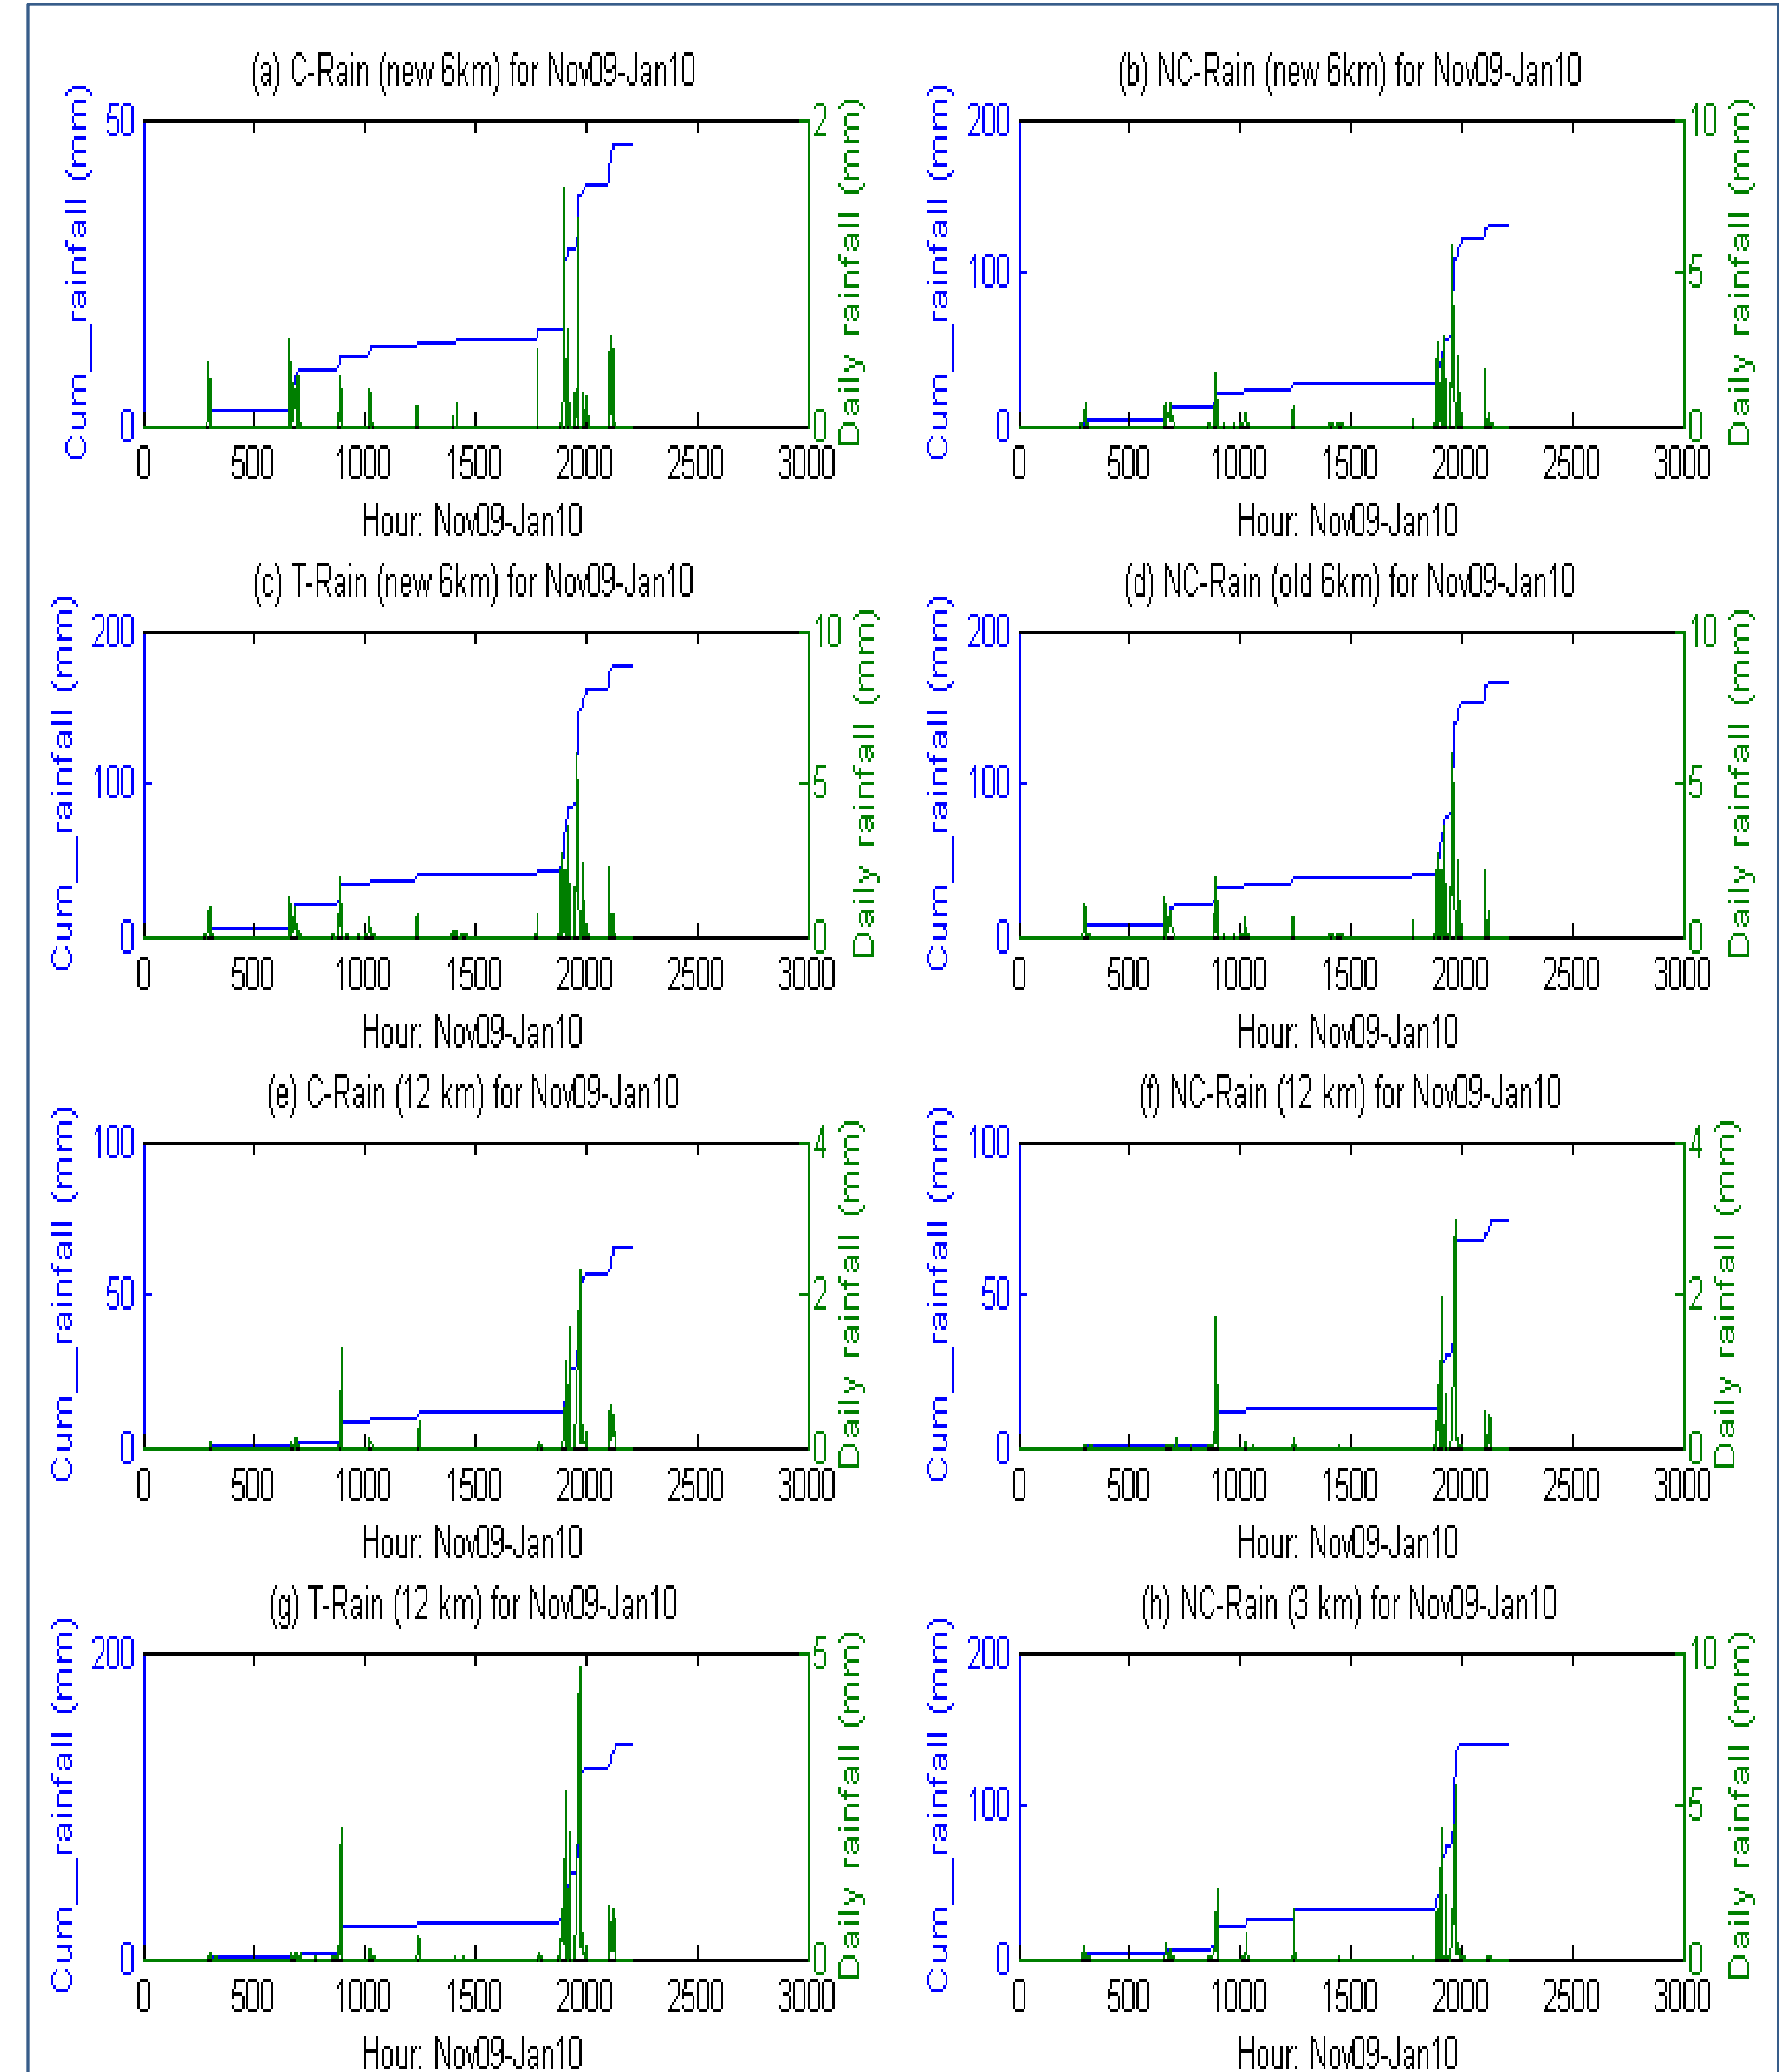 (a) C-Rain (new 6km) for Nov09-Jan10
Cum__rainfall (mm)
50
0
2
0
Daily rainfall (mm)
0 500 1000 1500 2000 2500 3000
Hour: Nov09-Jan10
(b) NC-Rain (new 6km) for Nov09-Jan10
Cum__rainfall (mm)
200
100
0
10
5
0
Daily rainfall (mm)
0 500 1000 1500 2000 2500 3000
Hour: Nov09-Jan10
(c) T-Rain (new 6km) for Nov09-Jan10
Cum__rainfall (mm)
200
100
0
10
5
0
Daily rainfall (mm)
0 500 1000 1500 2000 2500 3000
Hour: Nov09-Jan10
(d) NC-Rain (old 6km) for Nov09-Jan10
Cum__rainfall (mm)
200
100
0
10
5
0
Daily rainfall (mm)
0 500 1000 1500 2000 2500 3000
Hour: Nov09-Jan10
(e) C-Rain (12 km) for Nov09-Jan10
Cum__rainfall (mm)
100
50
0
4
2
0
Daily rainfall (mm)
0 500 1000 1500 2000 2500 3000
Hour: Nov09-Jan10
(f) NC-Rain (12 km) for Nov09-Jan10
Cum__rainfall (mm)
100
50
0
4
2
0
Daily rainfall (mm)
0 500 1000 1500 2000 2500 3000
Hour: Nov09-Jan10
(g) T-Rain (12 km) for Nov09-Jan10
Cum__rainfall (mm)
200
0
5
0
Daily rainfall (mm)
0 500 1000 1500 2000 2500 3000
Hour: Nov09-Jan10
(h) NC-Rain (3 km) for Nov09-Jan10
Cum__rainfall (mm)
200
100
0
10
5
0
Daily rainfall (mm)
0 500 1000 1500 2000 2500 3000
Hour: Nov09-Jan10